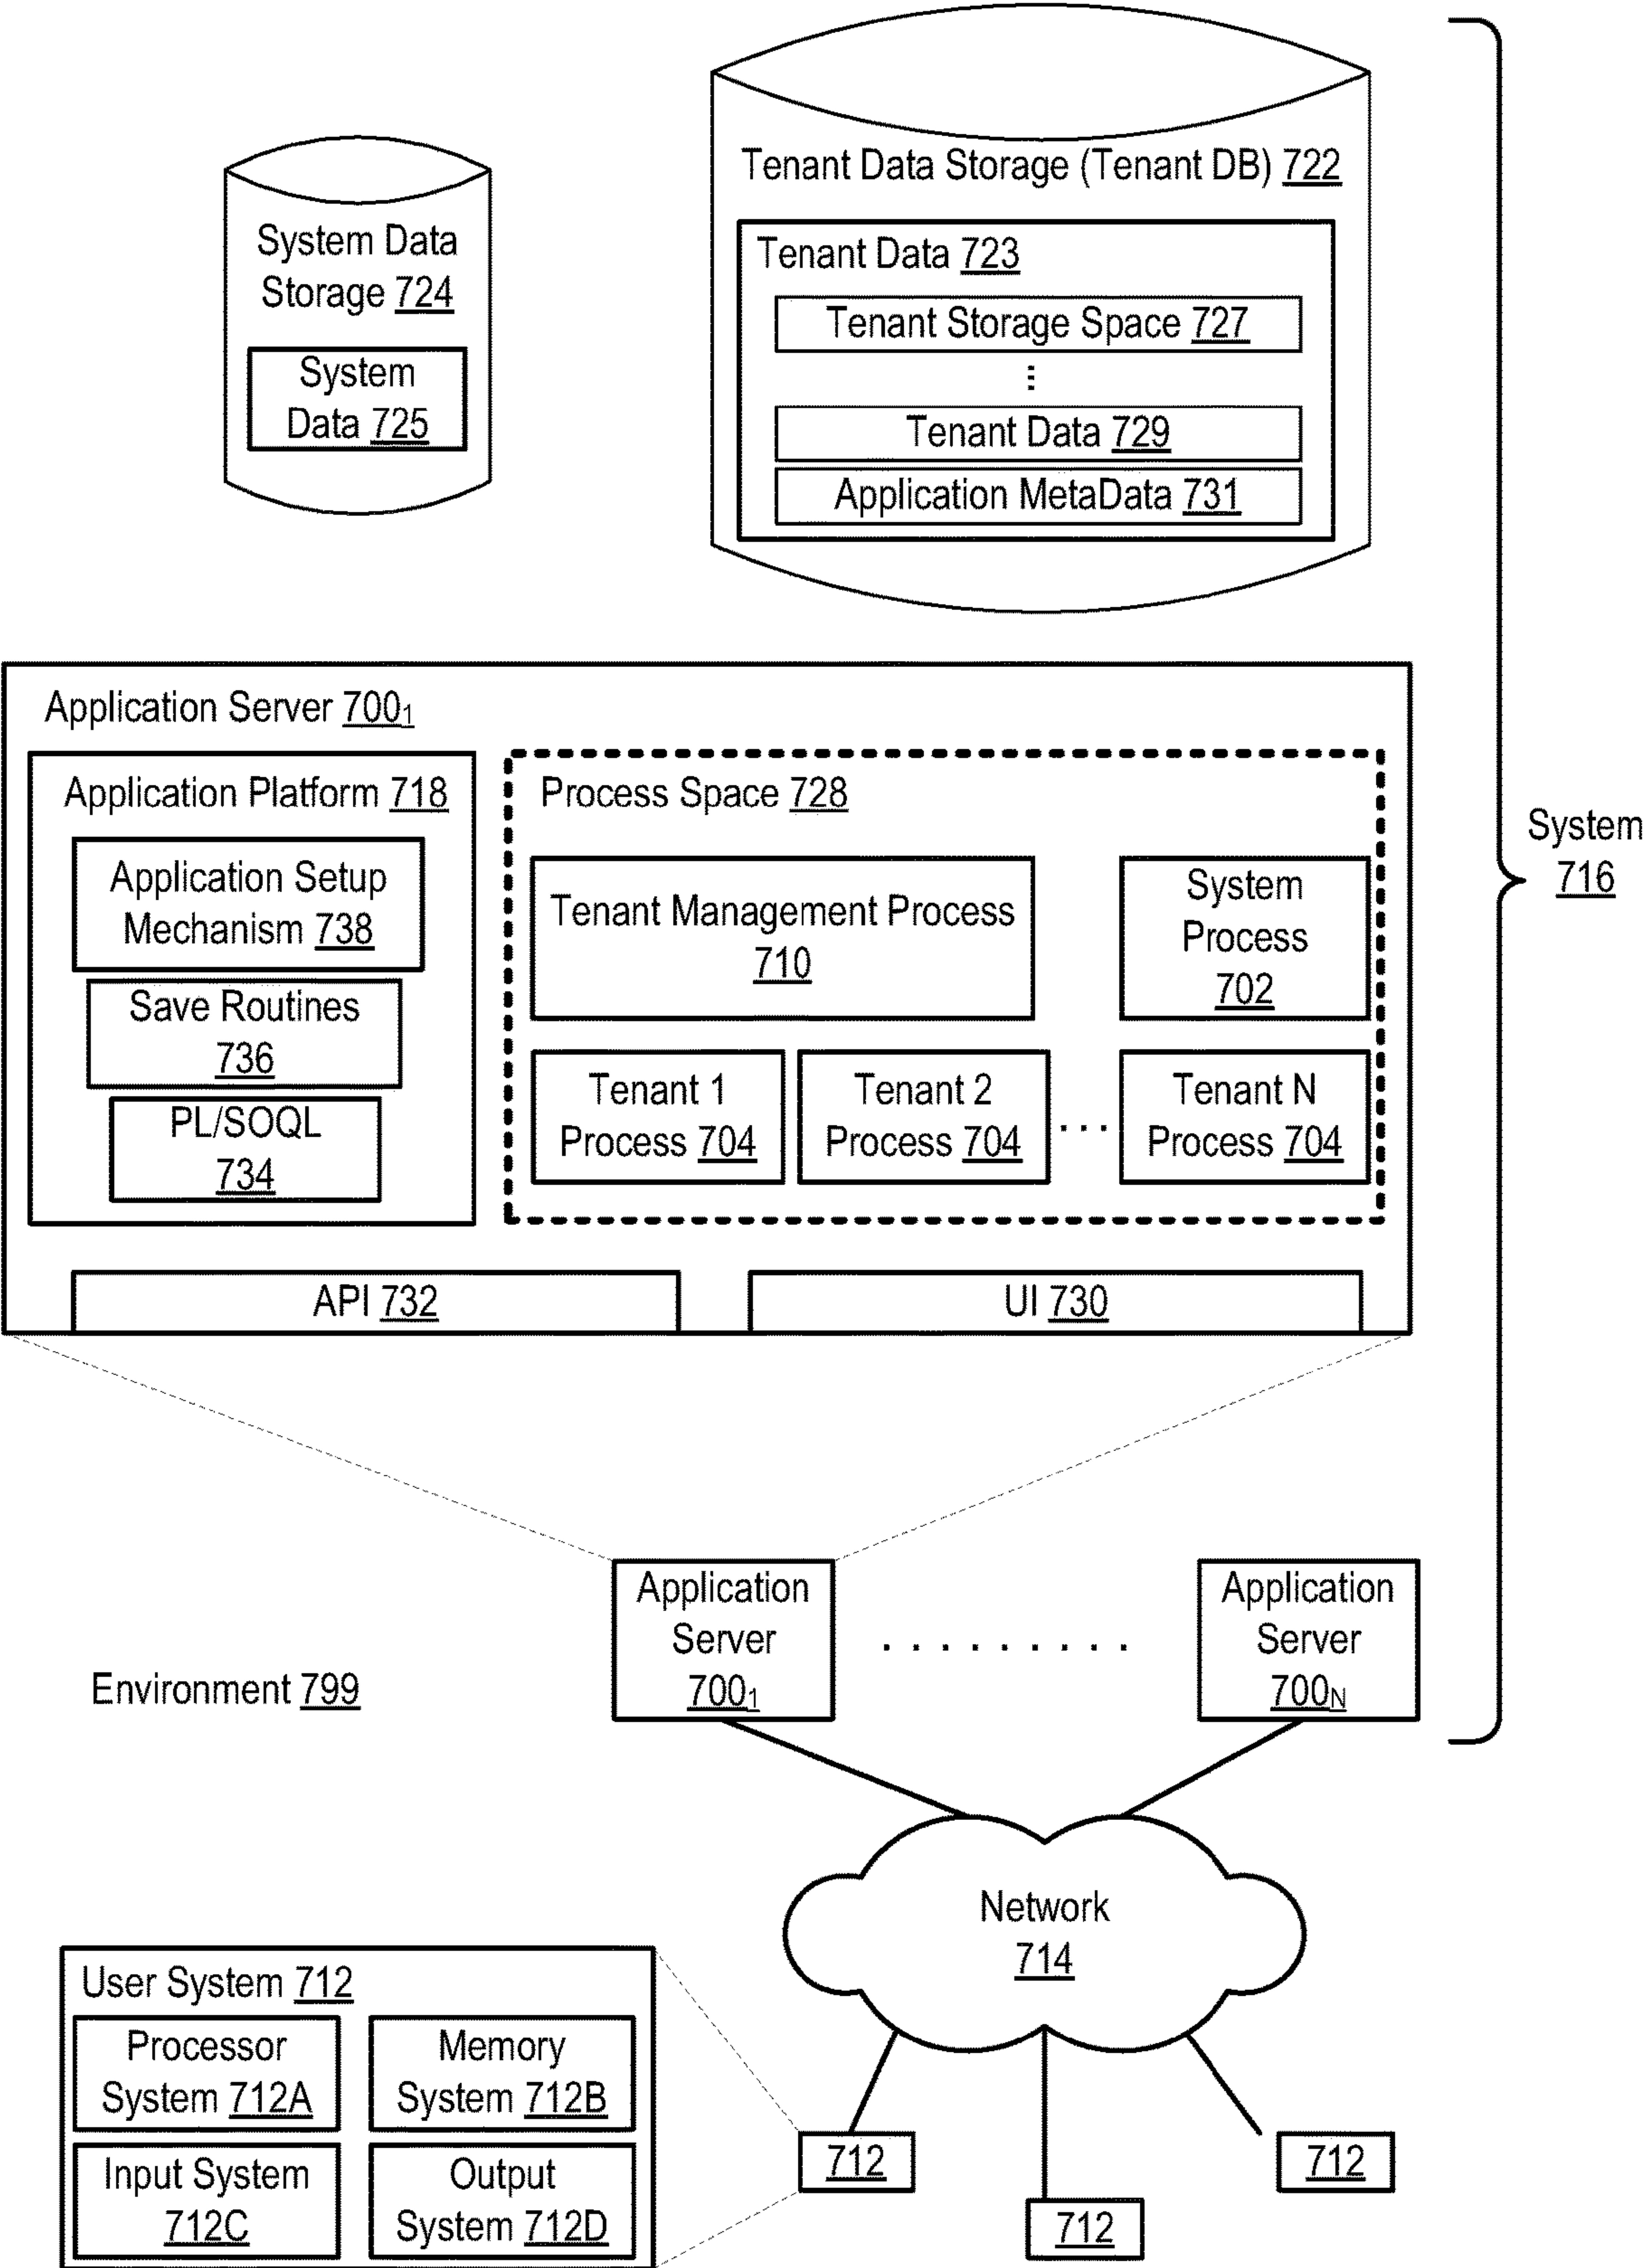 Tenant Data Storage (Tenant DB) 722
System Data
Storage 724
System
Data 725
Tenant Data 723
Tenant Storage Space 727
⋮
Tenant Data 729
Application MetaData 731
Application Server 700₁
Application Platform 718
Application Setup
Mechanism 738
Save Routines
736
PL/SOQL
734
Process Space 728
Tenant Management Process
710
System
Process
702
Tenant 1
Process 704
Tenant 2
Process 704
...
Tenant N
Process 704
API 732
UI 730
System
716
Application
Server
700₁
. . . . . . . . .
Application
Server
700N
Environment 799
Network
714
User System 712
Processor
System 712A
Memory
System 712B
Input System
712C
Output
System 712D
712
712
712